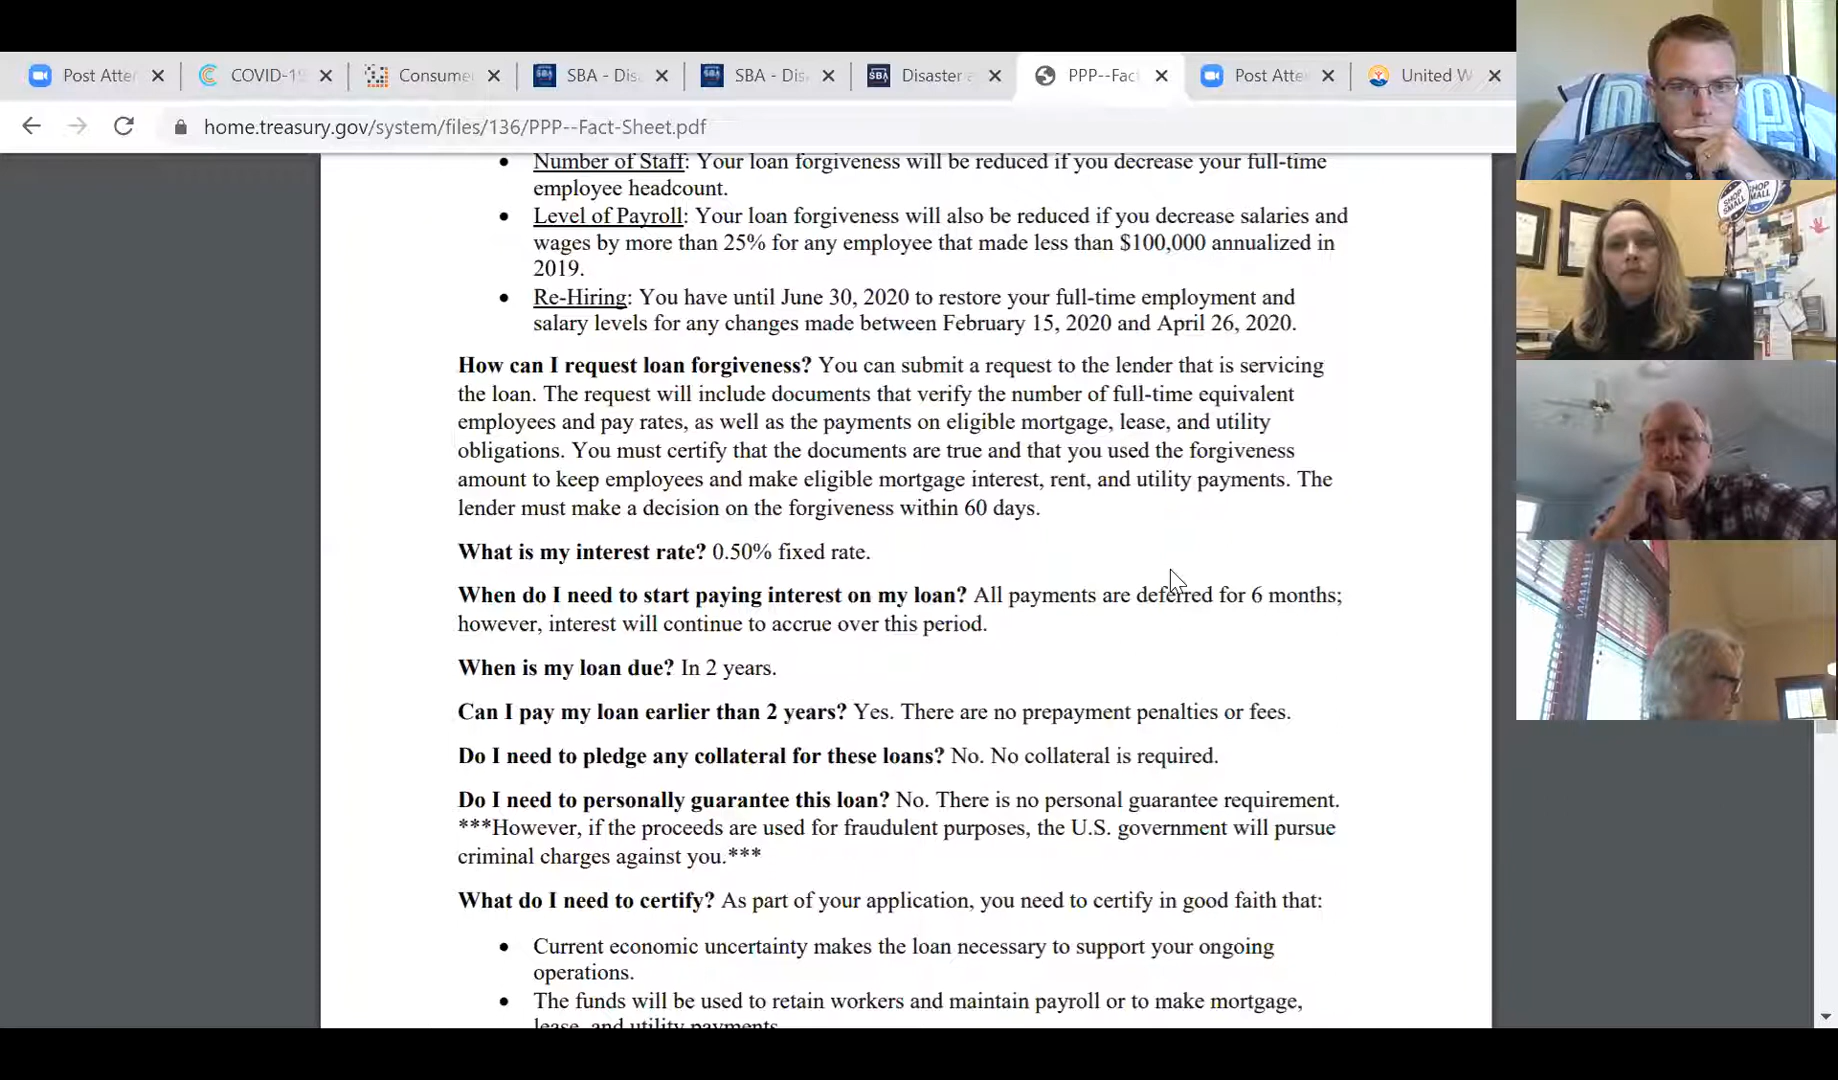 Post Atte
COVID-19
Consume
SBA - Dis
SBA - Dis
Disaster
PPP--Fac
Post Atte
United W
home.treasury.gov/system/files/136/PPP--Fact-Sheet.pdf
• Number of Staff: Your loan forgiveness will be reduced if you decrease your full-time
employee headcount.
• Level of Payroll: Your loan forgiveness will also be reduced if you decrease salaries and
wages by more than 25% for any employee that made less than $100,000 annualized in
2019.
• Re-Hiring: You have until June 30, 2020 to restore your full-time employment and
salary levels for any changes made between February 15, 2020 and April 26, 2020.
How can I request loan forgiveness? You can submit a request to the lender that is servicing
the loan. The request will include documents that verify the number of full-time equivalent
employees and pay rates, as well as the payments on eligible mortgage, lease, and utility
obligations. You must certify that the documents are true and that you used the forgiveness
amount to keep employees and make eligible mortgage interest, rent, and utility payments. The
lender must make a decision on the forgiveness within 60 days.
What is my interest rate? 0.50% fixed rate.
When do I need to start paying interest on my loan? All payments are deferred for 6 months;
however, interest will continue to accrue over this period.
When is my loan due? In 2 years.
Can I pay my loan earlier than 2 years? Yes. There are no prepayment penalties or fees.
Do I need to pledge any collateral for these loans? No. No collateral is required.
Do I need to personally guarantee this loan? No. There is no personal guarantee requirement.
***However, if the proceeds are used for fraudulent purposes, the U.S. government will pursue
criminal charges against you.***
What do I need to certify? As part of your application, you need to certify in good faith that:
• Current economic uncertainty makes the loan necessary to support your ongoing
operations.
• The funds will be used to retain workers and maintain payroll or to make mortgage,
lease, and utility payments
SHOP
SMALL
SHOP
SMALL